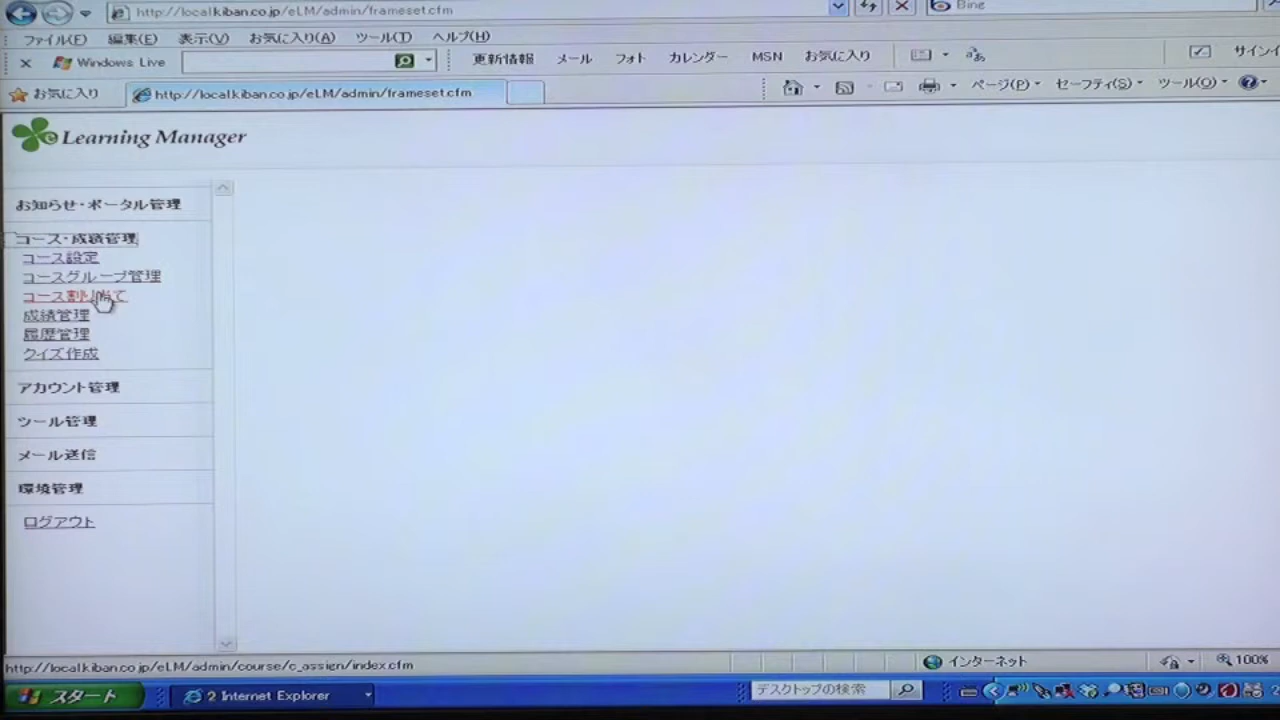 http://local.kiban.co.jp/eLM/admin/frameset.cfm
Bing
ファイル(F) 編集(E) 表示(V) お気に入り(A) ツール(T) ヘルプ(H)
Windows Live 更新情報 メール フォト カレンダー MSN お気に入り サインイ
お気に入り http://local.kiban.co.jp/eLM/admin/frameset.cfm ページ(P) セーフティ(S) ツール(O)
Learning Manager
お知らせ・ポータル管理
コース・成績管理
コース設定
コースグループ管理
コース割り当て
成績管理
履歴管理
クイズ作成
アカウント管理
ツール管理
メール送信
環境管理
ログアウト
http://local.kiban.co.jp/eLM/admin/course/c_assign/index.cfm インターネット 100%
スタート 2 Internet Explorer デスクトップの検索